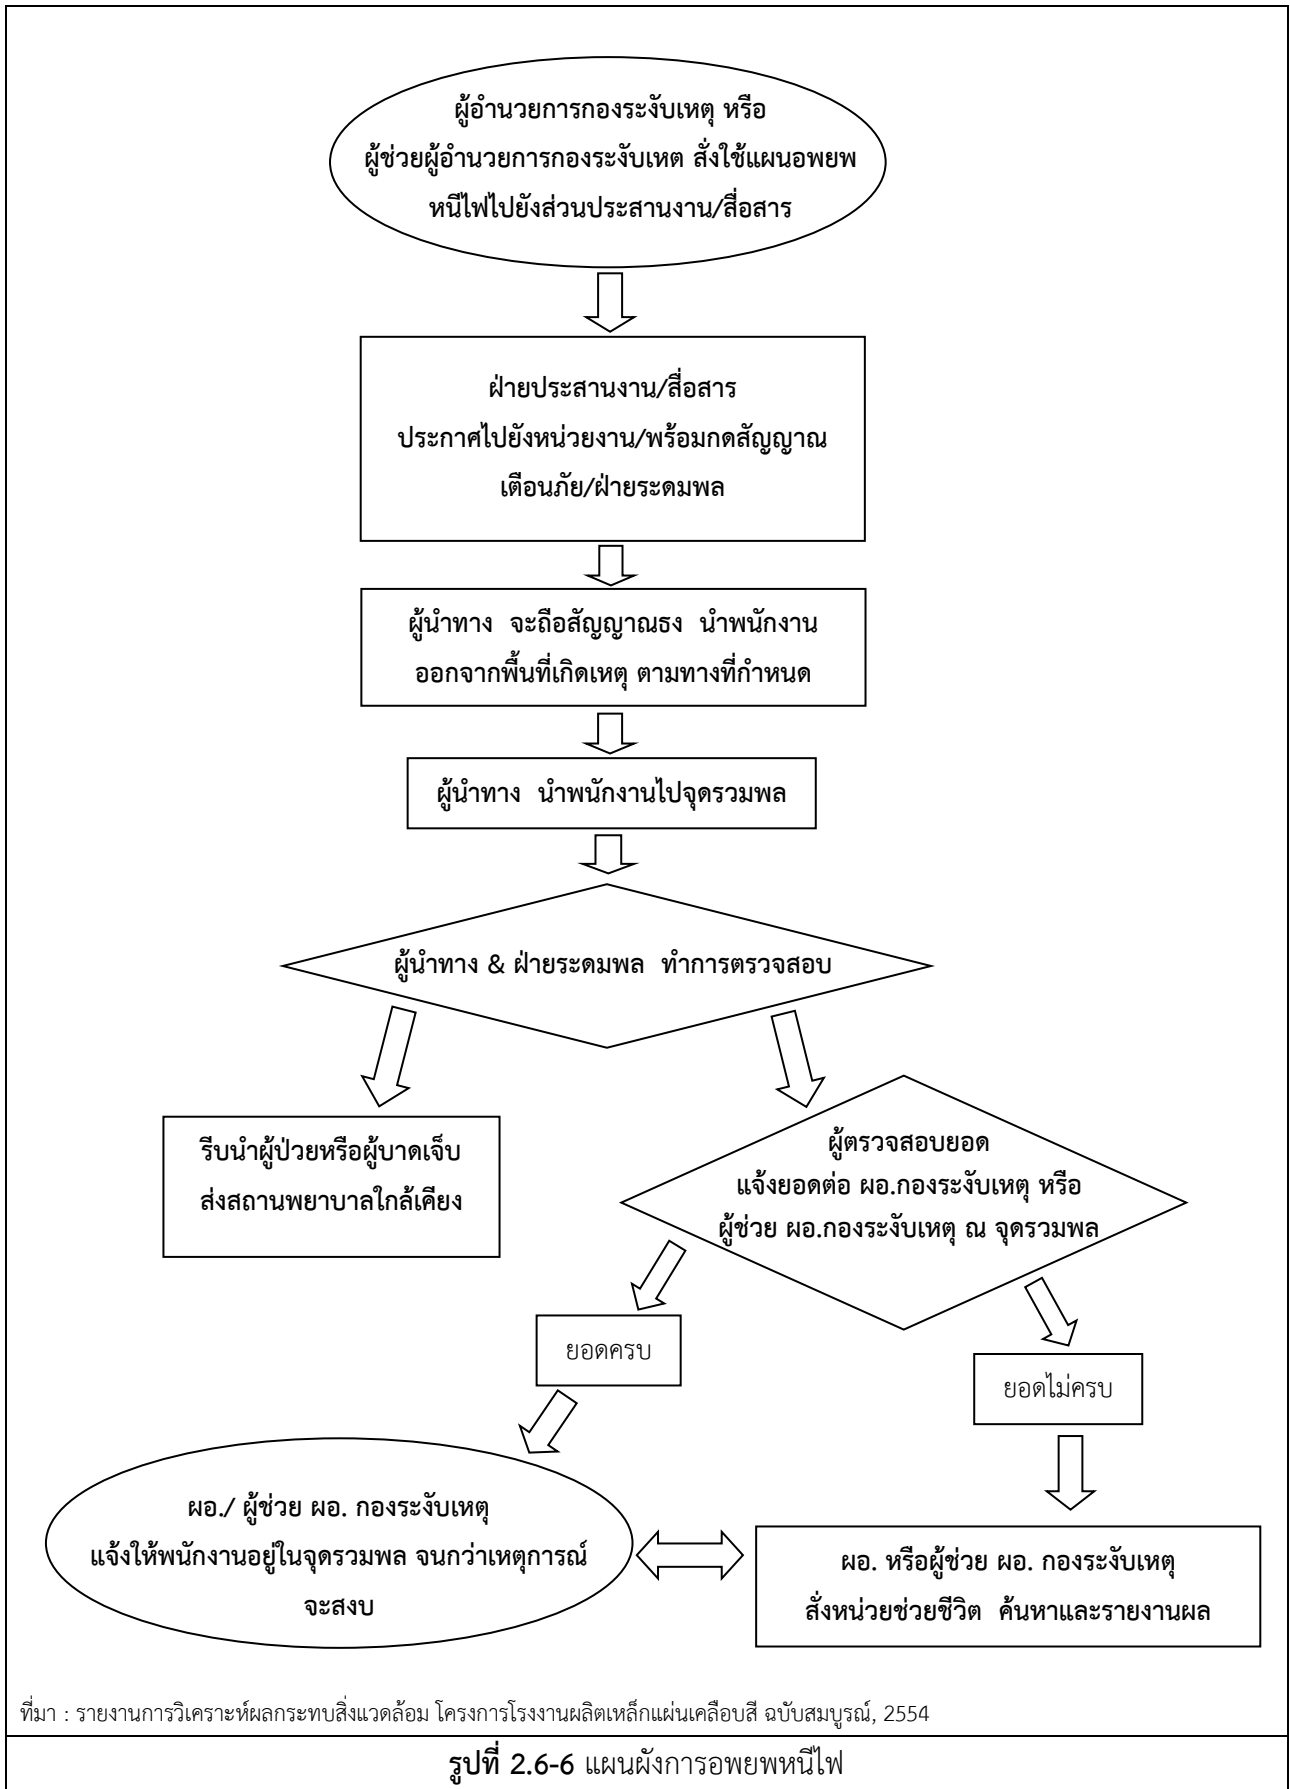 ผู้อำนวยการกองระงับเหตุ หรือ
ผู้ช่วยผู้อำนวยการกองระงับเหต สั่งใช้แผนอพยพ
หนีไฟไปยังส่วนประสานงาน/สื่อสาร
ฝ่ายประสานงาน/สื่อสาร
ประกาศไปยังหน่วยงาน/พร้อมกดสัญญาณ
เตือนภัย/ฝ่ายระดมพล
ผู้นำทาง จะถือสัญญาณธง นำพนักงาน
ออกจากพื้นที่เกิดเหตุ ตามทางที่กำหนด
ผู้นำทาง นำพนักงานไปจุดรวมพล
ผู้นำทาง & ฝ่ายระดมพล ทำการตรวจสอบ
รีบนำผู้ป่วยหรือผู้บาดเจ็บ
ส่งสถานพยาบาลใกล้เคียง
ผู้ตรวจสอบยอด
แจ้งยอดต่อ ผอ.กองระงับเหตุ หรือ
ผู้ช่วย ผอ.กองระงับเหตุ ณ จุดรวมพล
ยอดครบ
ยอดไม่ครบ
ผอ./ ผู้ช่วย ผอ. กองระงับเหตุ
แจ้งให้พนักงานอยู่ในจุดรวมพล จนกว่าเหตุการณ์
จะสงบ
ผอ. หรือผู้ช่วย ผอ. กองระงับเหตุ
สั่งหน่วยช่วยชีวิต ค้นหาและรายงานผล
ที่มา : รายงานการวิเคราะห์ผลกระทบสิ่งแวดล้อม โครงการโรงงานผลิตเหล็กแผ่นเคลือบสี ฉบับสมบูรณ์, 2554
รูปที่ 2.6-6 แผนผังการอพยพหนีไฟ